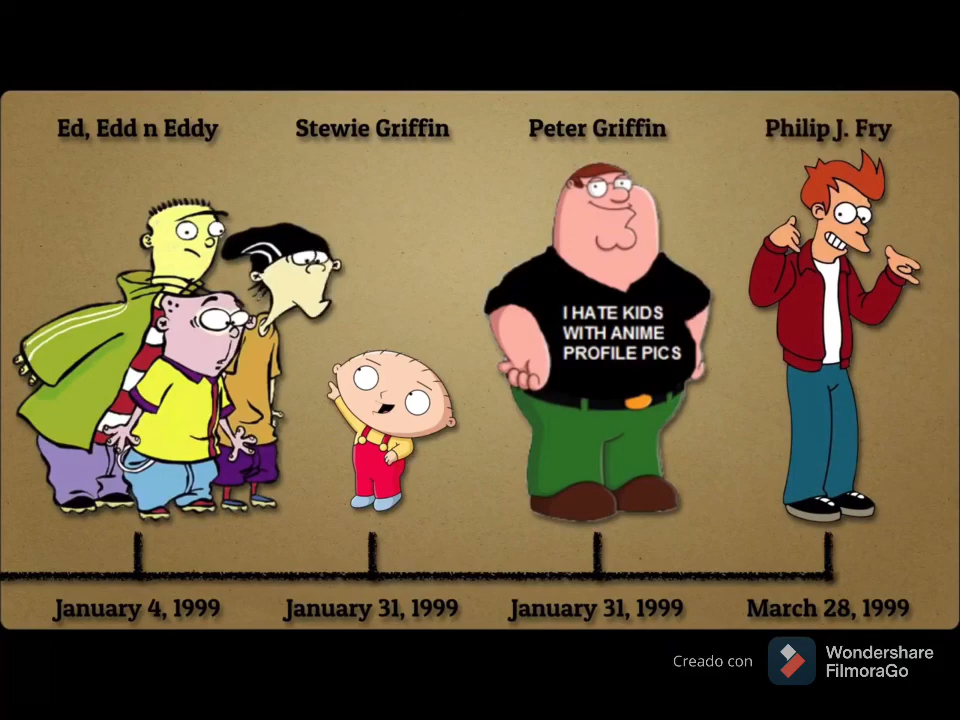 Ed, Edd n Eddy
Stewie Griffin
Peter Griffin
Philip J. Fry
I HATE KIDS
WITH ANIME
PROFILE PICS
January 4, 1999
January 31, 1999
January 31, 1999
March 28, 1999
Creado con
Wondershare
FilmoraGo